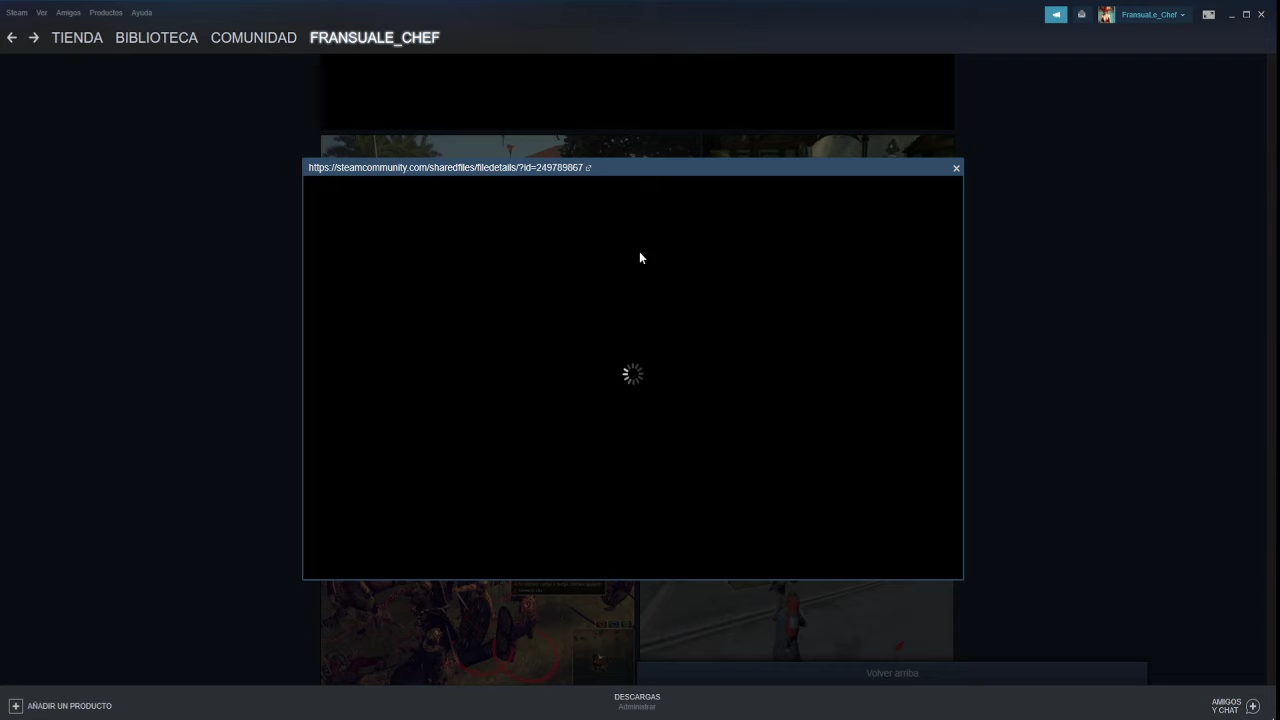 Steam Ver Amigos Productos Ayuda
FransuaLe_Chef
TIENDA BIBLIOTECA COMUNIDAD FRANSUALE_CHEF
https://steamcommunity.com/sharedfiles/filedetails/?id=249789867
Volver arriba
AÑADIR UN PRODUCTO
DESCARGAS
Administrar
AMIGOS
Y CHAT